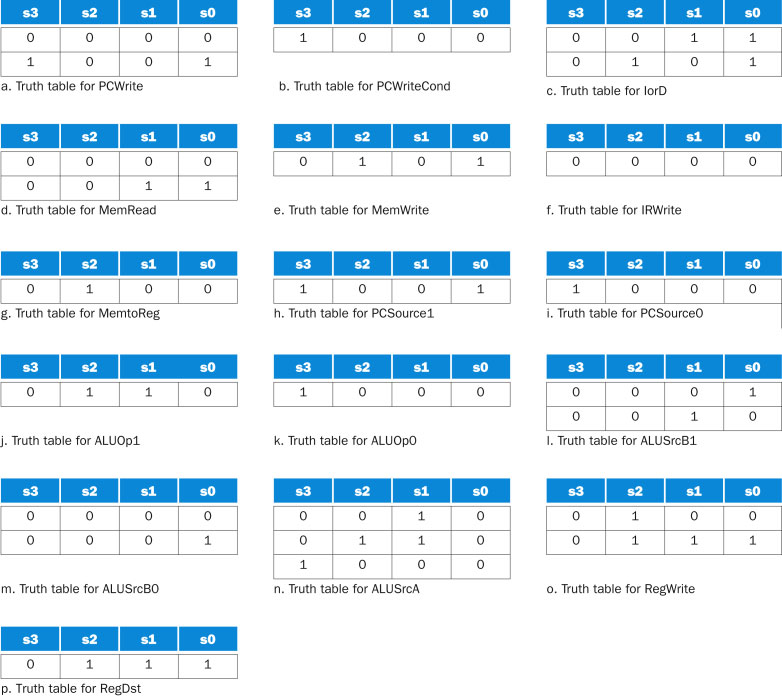 s3 s2 s1 s0
0 0 0 0
1 0 0 1
a. Truth table for PCWrite
s3 s2 s1 s0
1 0 0 0
b. Truth table for PCWriteCond
s3 s2 s1 s0
0 0 1 1
0 1 0 1
c. Truth table for IorD
s3 s2 s1 s0
0 0 0 0
0 0 1 1
d. Truth table for MemRead
s3 s2 s1 s0
0 1 0 1
e. Truth table for MemWrite
s3 s2 s1 s0
0 0 0 0
f. Truth table for IRWrite
s3 s2 s1 s0
0 1 0 0
g. Truth table for MemtoReg
s3 s2 s1 s0
1 0 0 1
h. Truth table for PCSource1
s3 s2 s1 s0
1 0 0 0
i. Truth table for PCSource0
s3 s2 s1 s0
0 1 1 0
j. Truth table for ALUOp1
s3 s2 s1 s0
1 0 0 0
k. Truth table for ALUOp0
s3 s2 s1 s0
0 0 0 1
0 0 1 0
l. Truth table for ALUSrcB1
s3 s2 s1 s0
0 0 0 0
0 0 0 1
m. Truth table for ALUSrcB0
s3 s2 s1 s0
0 0 1 0
0 1 1 0
1 0 0 0
n. Truth table for ALUSrcA
s3 s2 s1 s0
0 1 0 0
0 1 1 1
o. Truth table for RegWrite
s3 s2 s1 s0
0 1 1 1
p. Truth table for RegDst